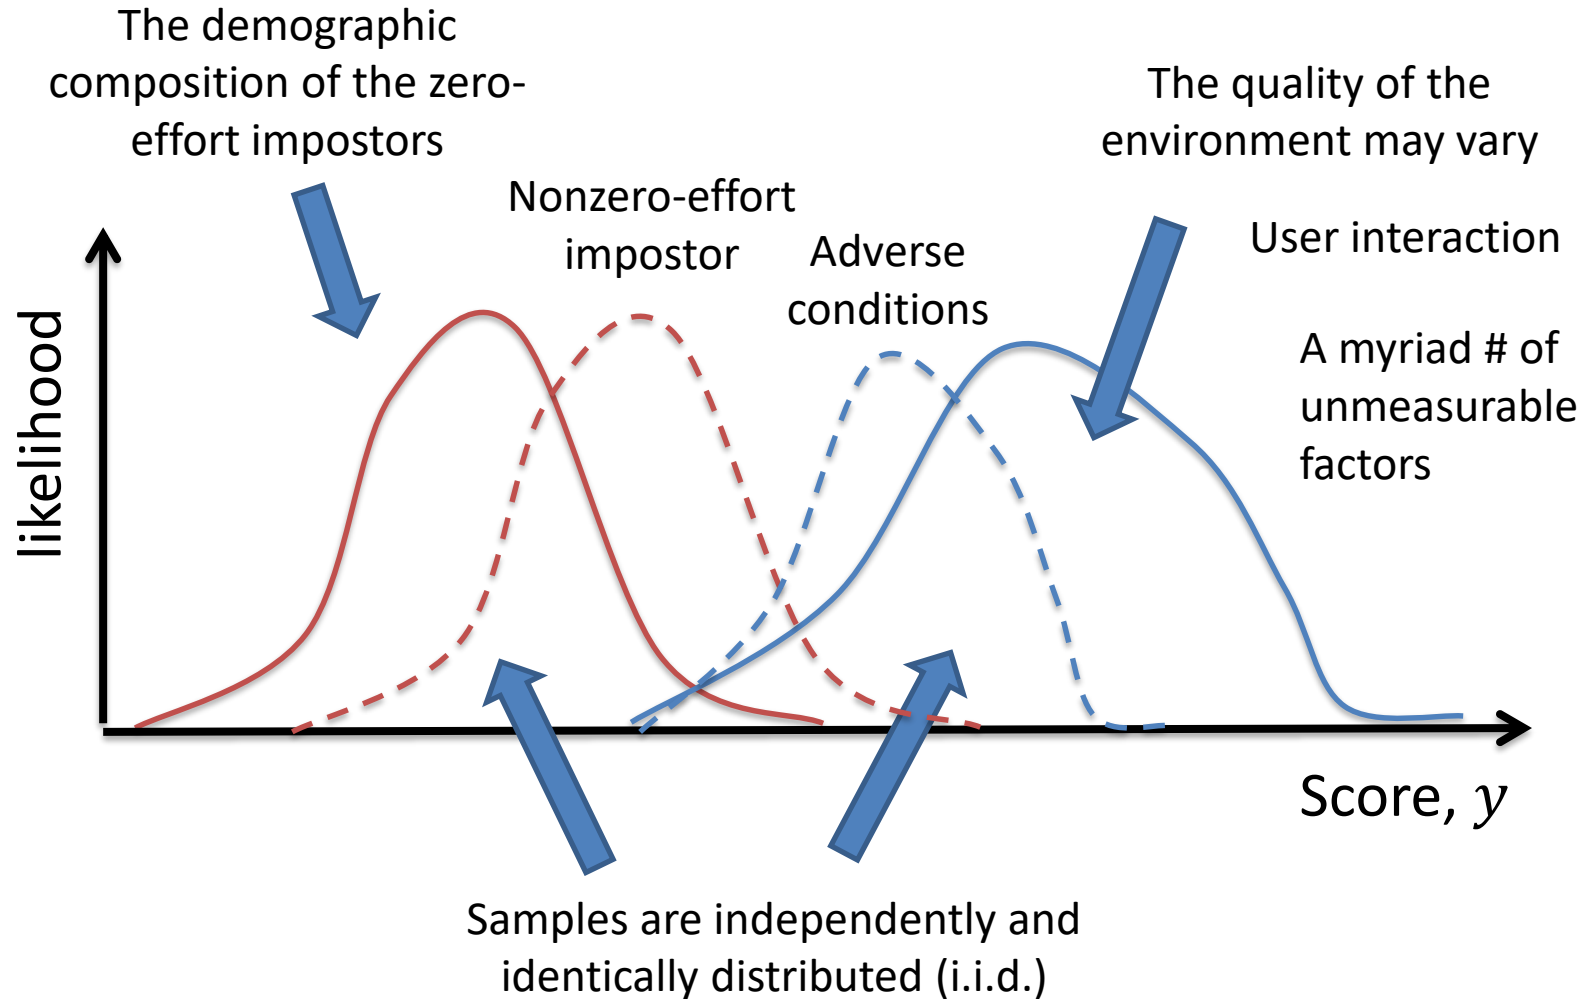 The demographic
composition of the zero-
effort impostors
The quality of the
environment may vary
Nonzero-effort
impostor
Adverse
conditions
User interaction
A myriad # of
unmeasurable
factors
likelihood
Score, y
Samples are independently and
identically distributed (i.i.d.)